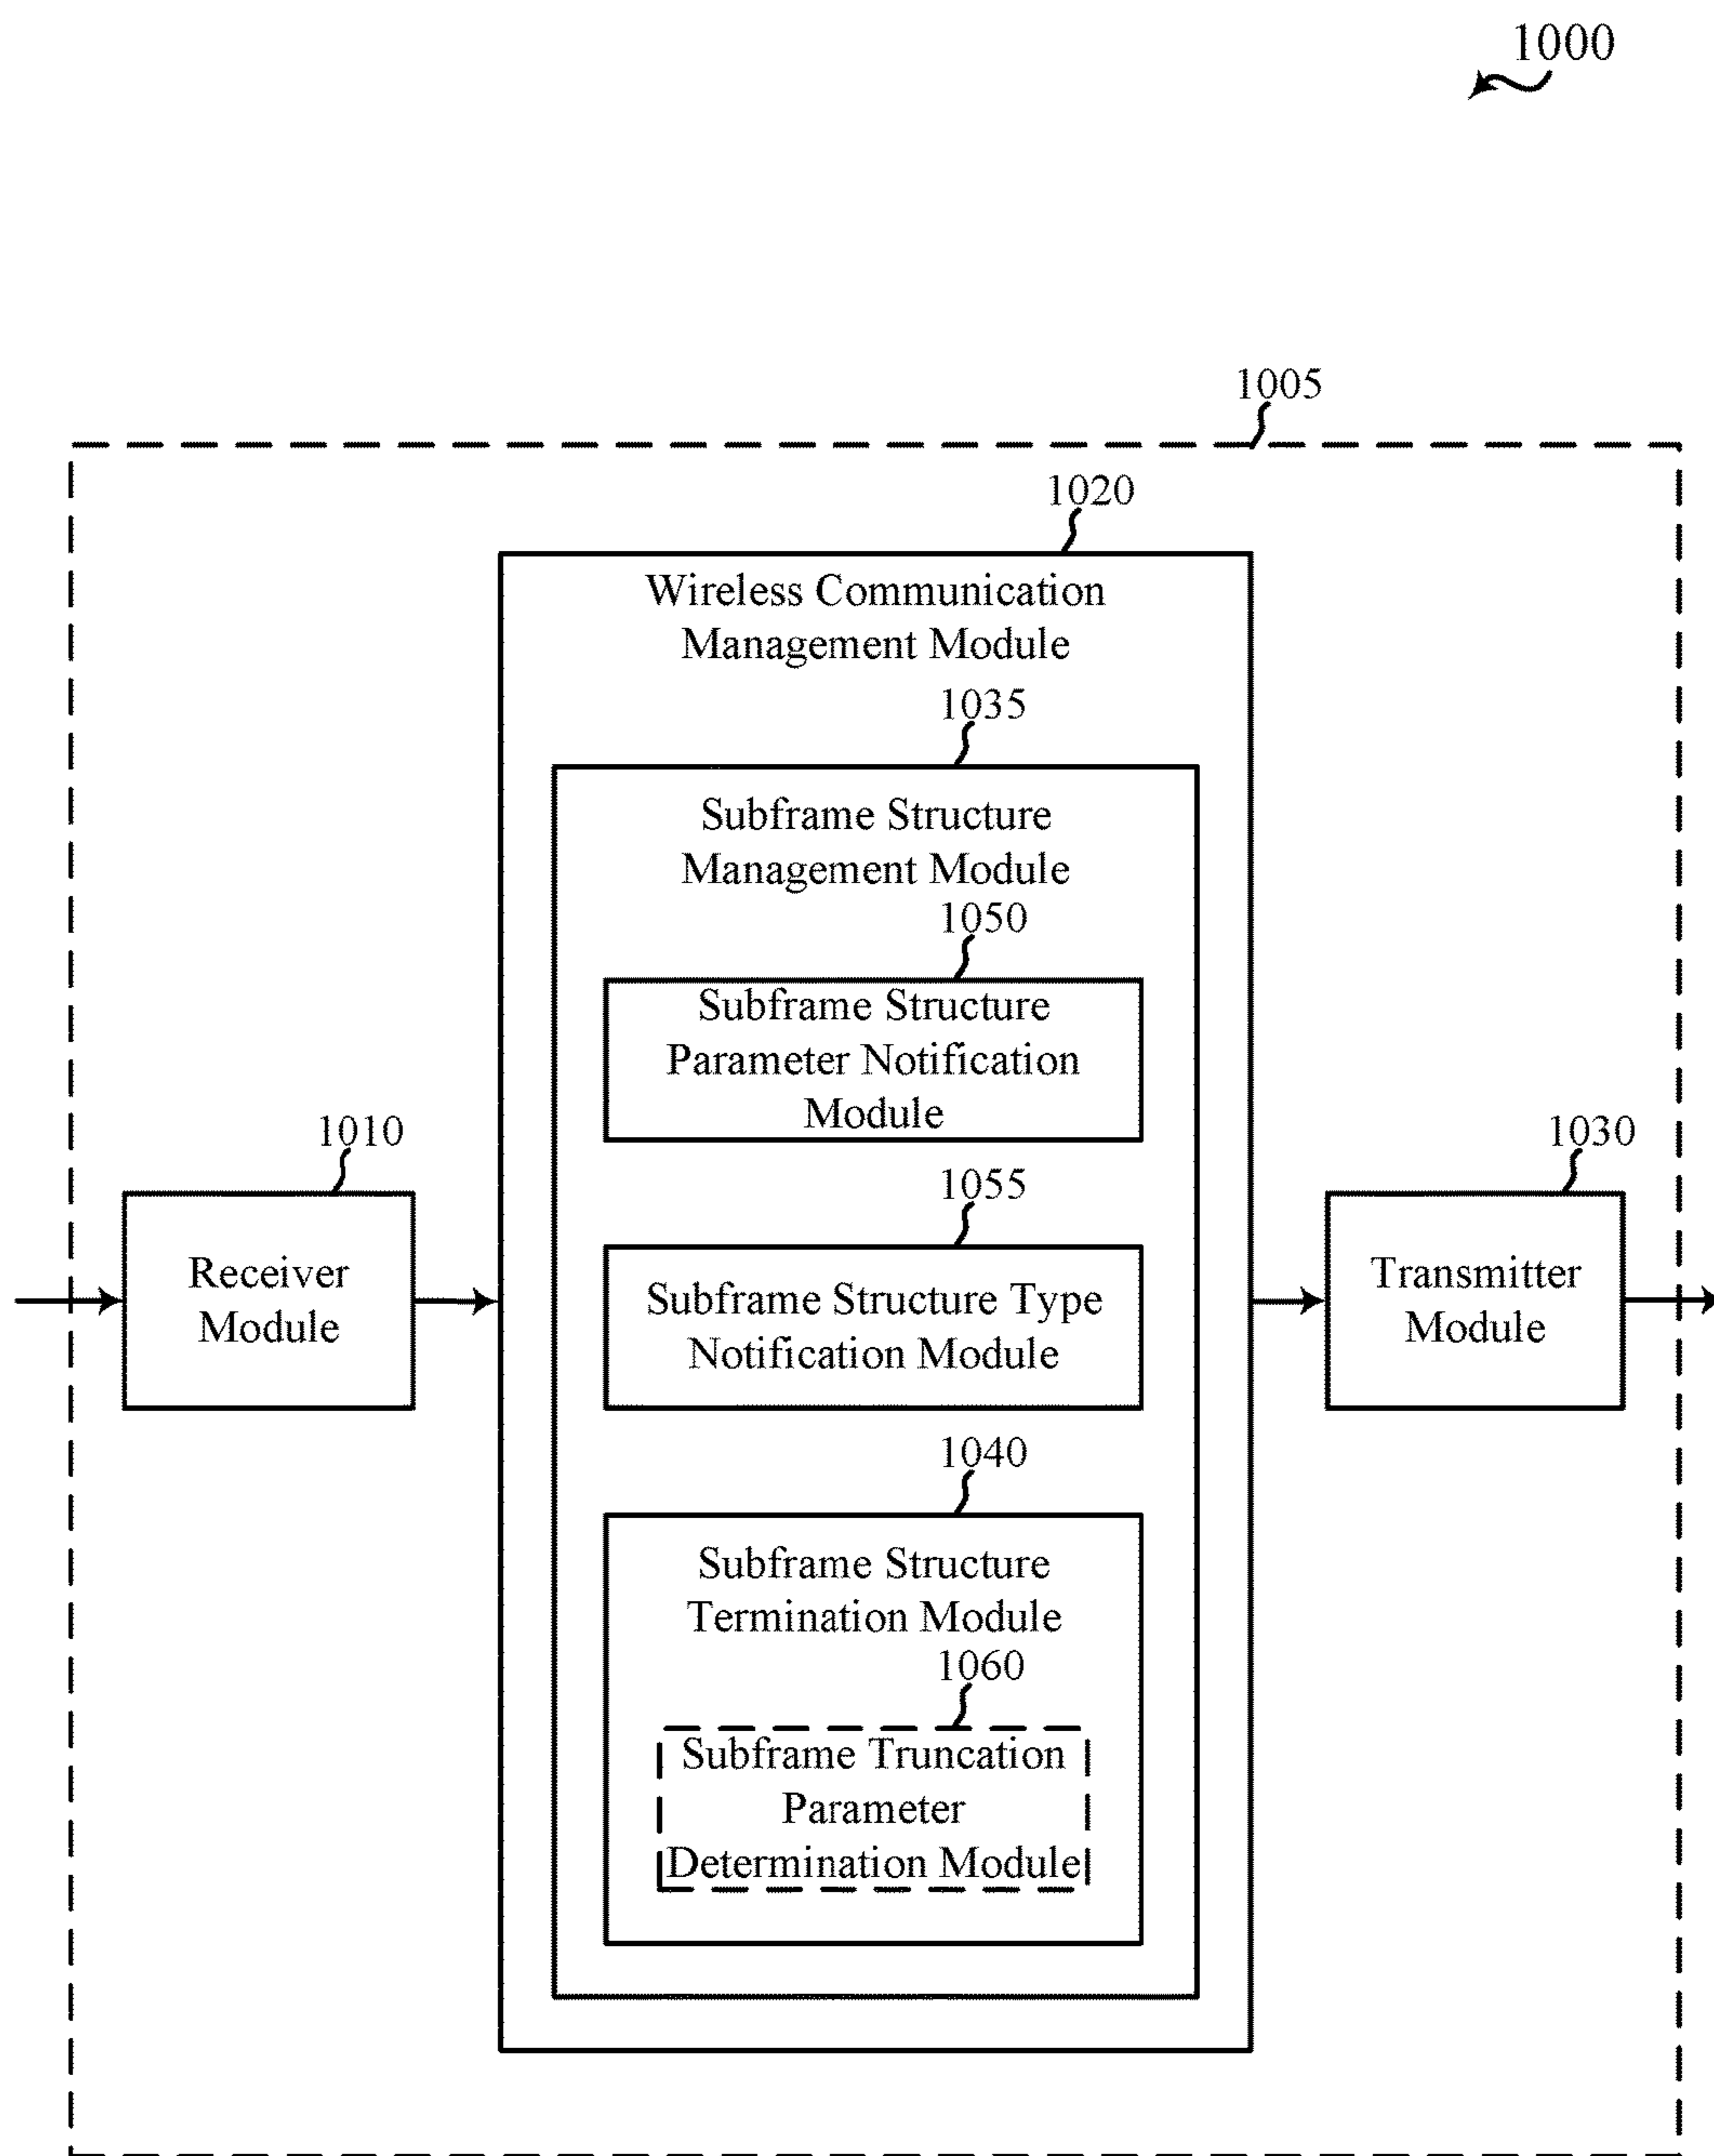 1000
1005
1020
Wireless Communication
Management Module
1035
Subframe Structure
Management Module
1050
Subframe Structure
Parameter Notification
Module
1010
Receiver
Module
1055
Subframe Structure Type
Notification Module
1030
Transmitter
Module
1040
Subframe Structure
Termination Module
1060
Subframe Truncation
Parameter
Determination Module